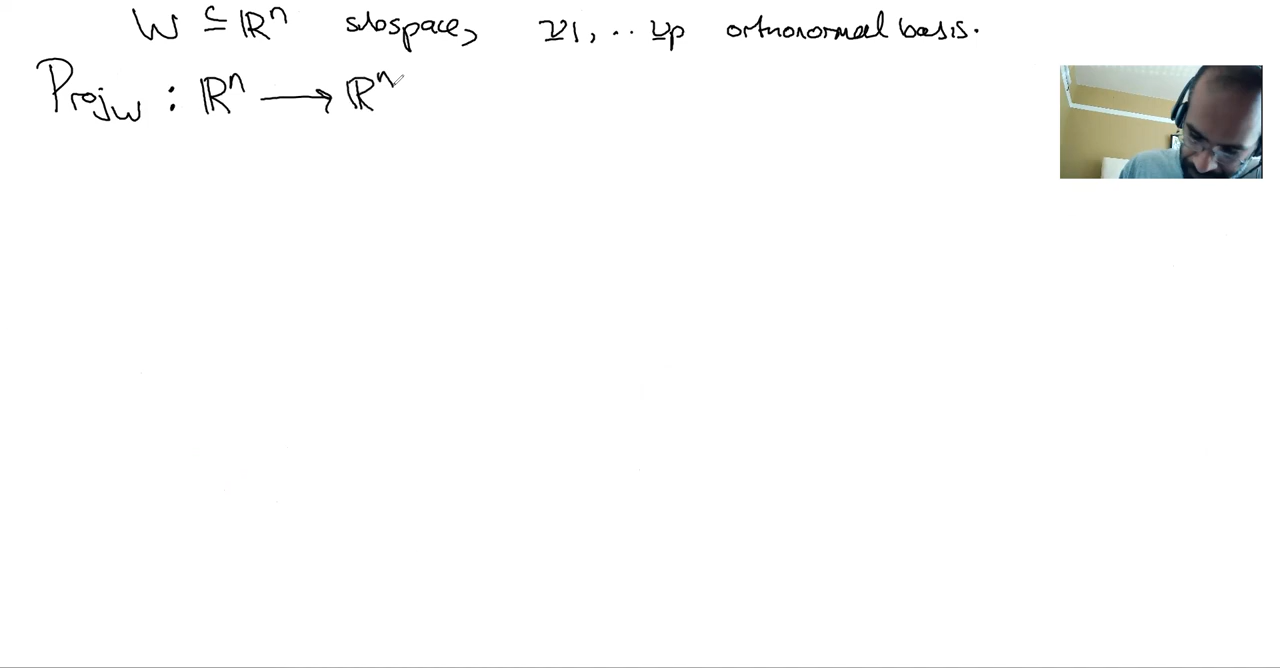 W ⊆ ℝⁿ subspace, v1, .. vp orthonormal basis.
Proj_W : ℝⁿ ⟶ ℝⁿ